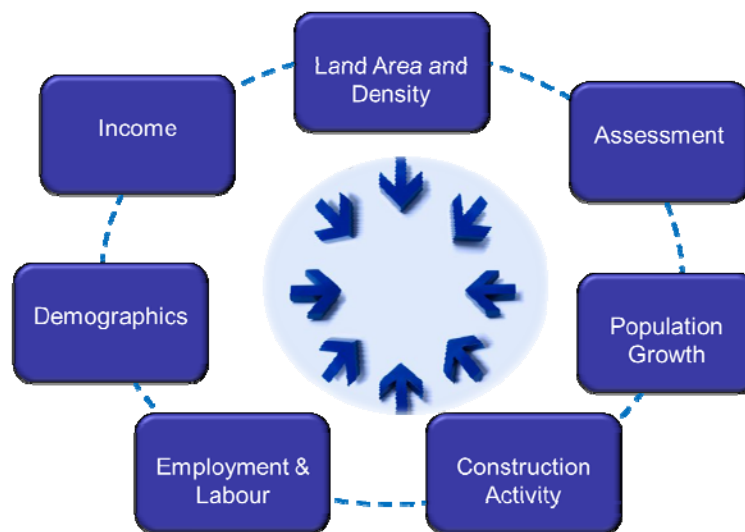 Land Area and
Density
Assessment
Population
Growth
Construction
Activity
Employment &
Labour
Demographics
Income